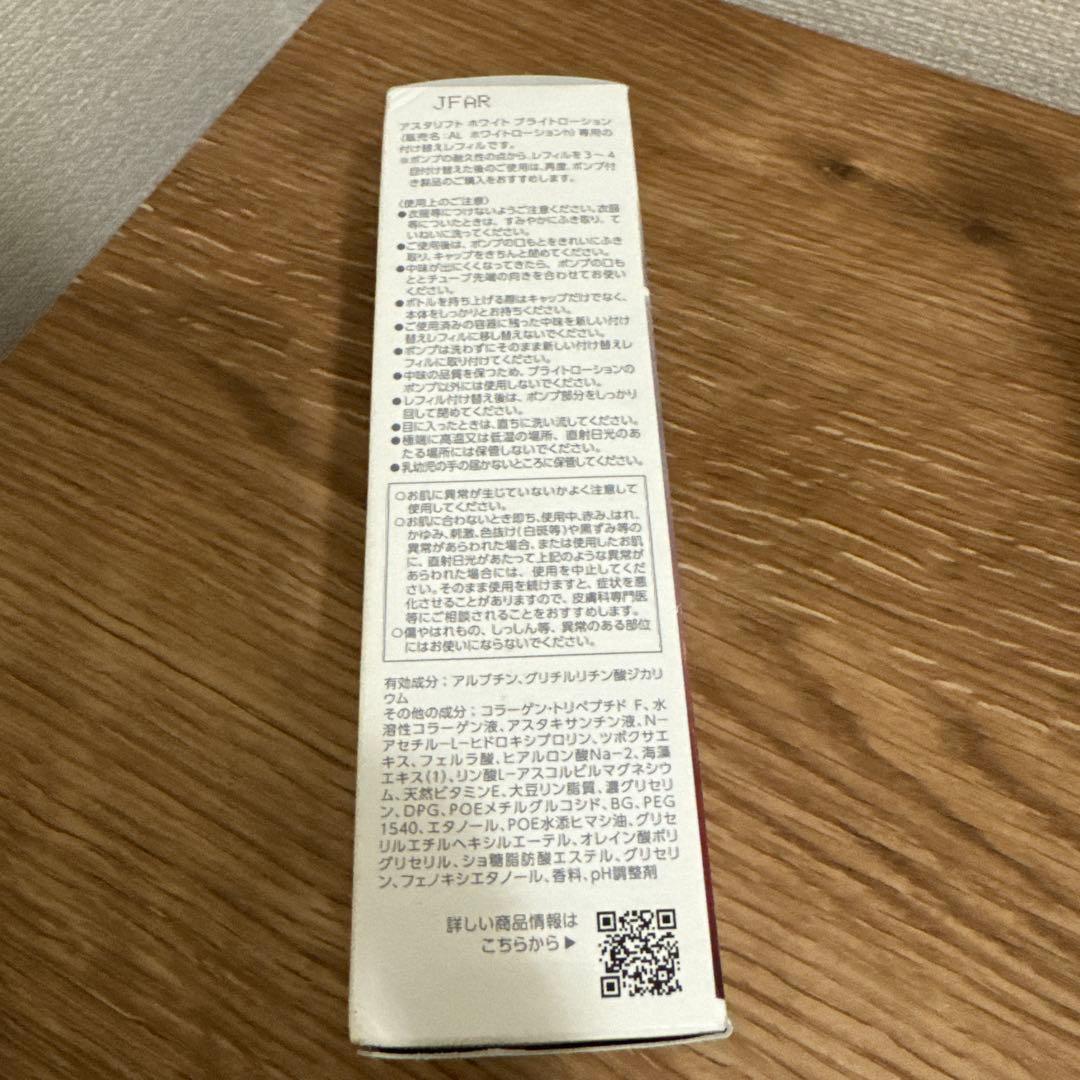 JFAR
アスタリフト ホワイト ブライトローション
(販売名:AL ホワイトローションh)専用の
付け替えレフィルです。
※ポンプの耐久性の点から、レフィルを3〜4
回付け替えた後のご使用は、再度、ポンプ付
き製品のご購入をおすすめします。
〈使用上のご注意〉
●衣服等につけないようご注意ください。衣服
等についたときは、すみやかにふき取り、て
いねいに洗ってください。
●ご使用後は、ポンプの口もとをきれいにふき
取り、キャップをきちんと閉めてください。
●中味が出にくくなってきたら、ポンプの口も
ととチューブ先端の向きを合わせてお使い
ください。
●ボトルを持ち上げる際はキャップだけでなく、
本体をしっかりとお持ちください。
●ご使用済みの容器に残った中味を新しい付け
替えレフィルに移し替えないでください。
●ポンプは洗わずにそのまま新しい付け替えレ
フィルに取り付けてください。
●中味の品質を保つため、ブライトローションの
ポンプ以外には使用しないでください。
●レフィル付け替え後は、ポンプ部分をしっかり
回して閉めてください。
●目に入ったときは、直ちに洗い流してください。
●極端に高温又は低温の場所、直射日光のあ
たる場所には保管しないでください。
●乳幼児の手の届かないところに保管してください。
○お肌に異常が生じていないかよく注意して
使用してください。
○お肌に合わないとき即ち、使用中、赤み、はれ、
かゆみ、刺激、色抜け(白斑等)や黒ずみ等の
異常があらわれた場合、または使用したお肌
に、直射日光があたって上記のような異常が
あらわれた場合には、使用を中止してくだ
さい。そのまま使用を続けますと、症状を悪
化させることがありますので、皮膚科専門医
等にご相談されることをおすすめします。
○傷やはれもの、しっしん等、異常のある部位
にはお使いにならないでください。
有効成分:アルブチン、グリチルリチン酸ジカリ
ウム
その他の成分:コラーゲン・トリペプチド F、水
溶性コラーゲン液、アスタキサンチン液、N-
アセチル-L-ヒドロキシプロリン、ツボクサエ
キス、フェルラ酸、ヒアルロン酸Na-2、海藻
エキス(1)、リン酸L-アスコルビルマグネシウ
ム、天然ビタミンE、大豆リン脂質、濃グリセリ
ン、DPG、POEメチルグルコシド、BG、PEG
1540、エタノール、POE水添ヒマシ油、グリセ
リルエチルヘキシルエーテル、オレイン酸ポリ
グリセリル、ショ糖脂肪酸エステル、グリセリ
ン、フェノキシエタノール、香料、pH調整剤
詳しい商品情報は
こちらから▶